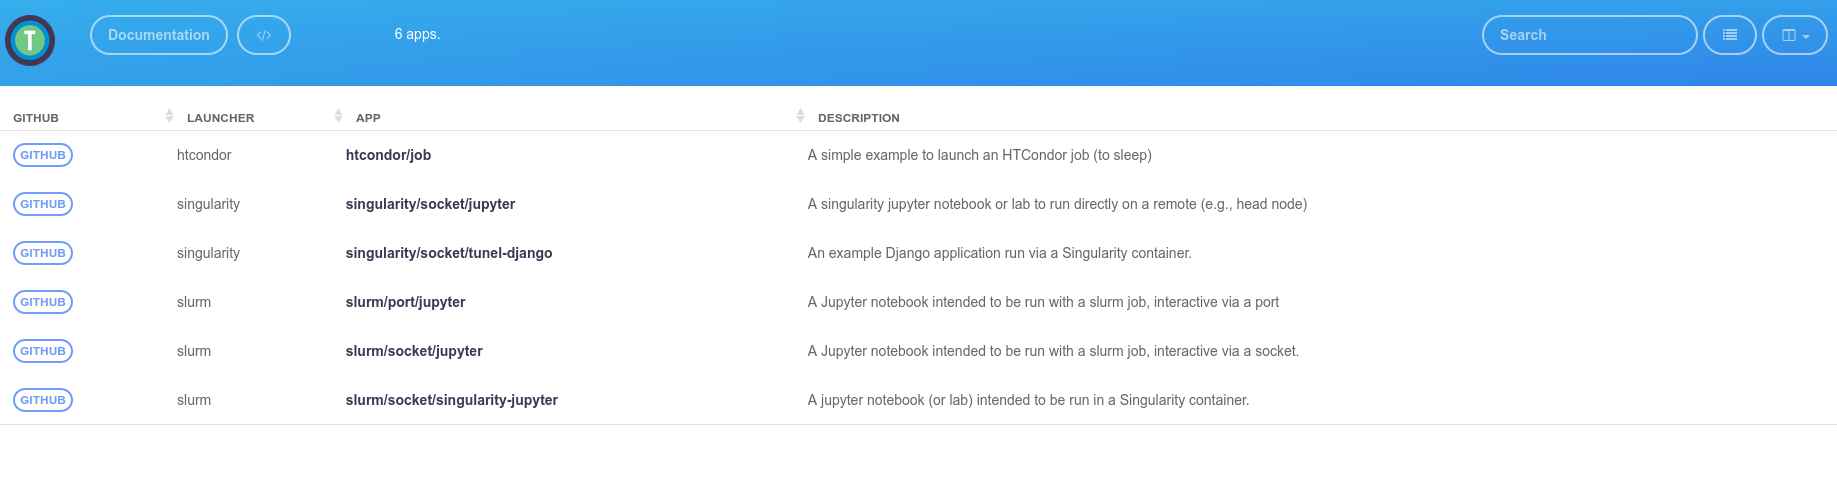 T Documentation </> 6 apps. Search
GITHUB LAUNCHER APP DESCRIPTION
GITHUB htcondor htcondor/job A simple example to launch an HTCondor job (to sleep)
GITHUB singularity singularity/socket/jupyter A singularity jupyter notebook or lab to run directly on a remote (e.g., head node)
GITHUB singularity singularity/socket/tunel-django An example Django application run via a Singularity container.
GITHUB slurm slurm/port/jupyter A Jupyter notebook intended to be run with a slurm job, interactive via a port
GITHUB slurm slurm/socket/jupyter A Jupyter notebook intended to be run with a slurm job, interactive via a socket.
GITHUB slurm slurm/socket/singularity-jupyter A jupyter notebook (or lab) intended to be run in a Singularity container.